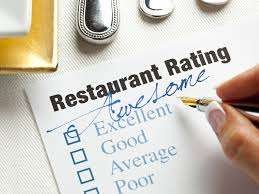 Restaurant Rating
Awesome
Excellent
Good
Average
Poor